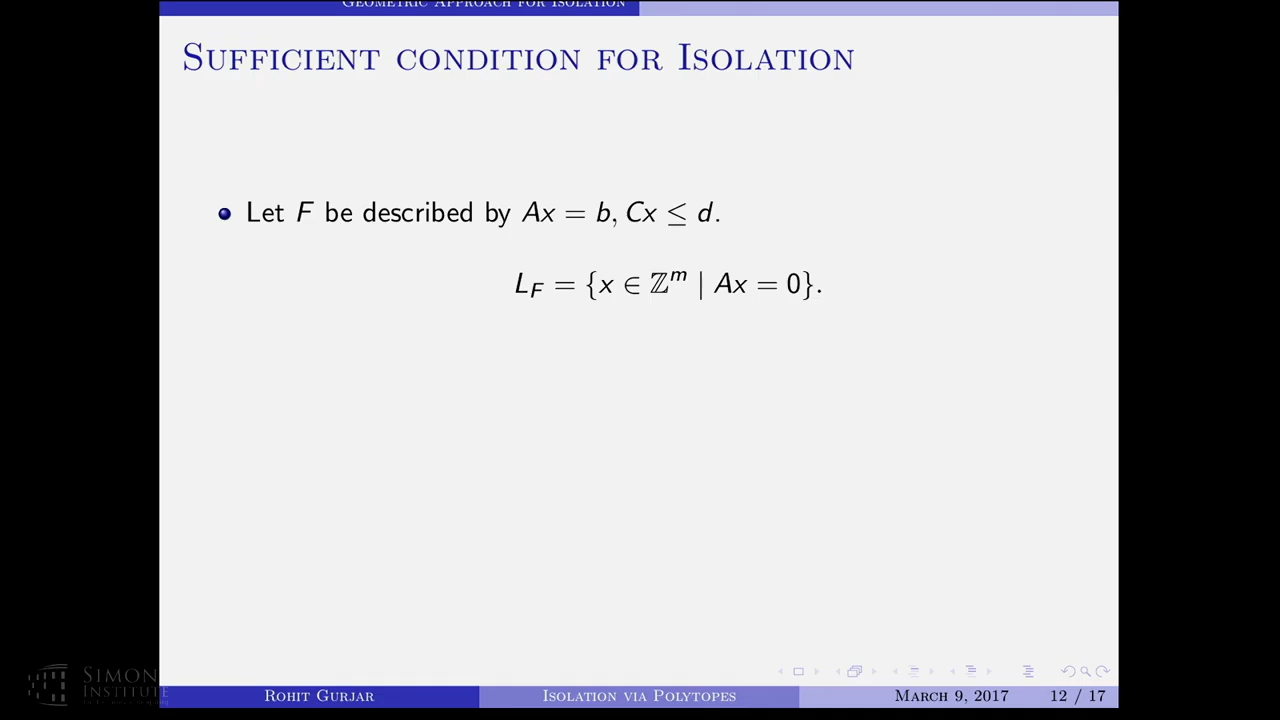 Geometric Approach for Isolation
Sufficient condition for Isolation
Let F be described by Ax = b, Cx ≤ d.
L_F = {x ∈ ℤ^m | Ax = 0}.
Simon
Institute
Rohit Gurjar Isolation via Polytopes March 9, 2017 12 / 17